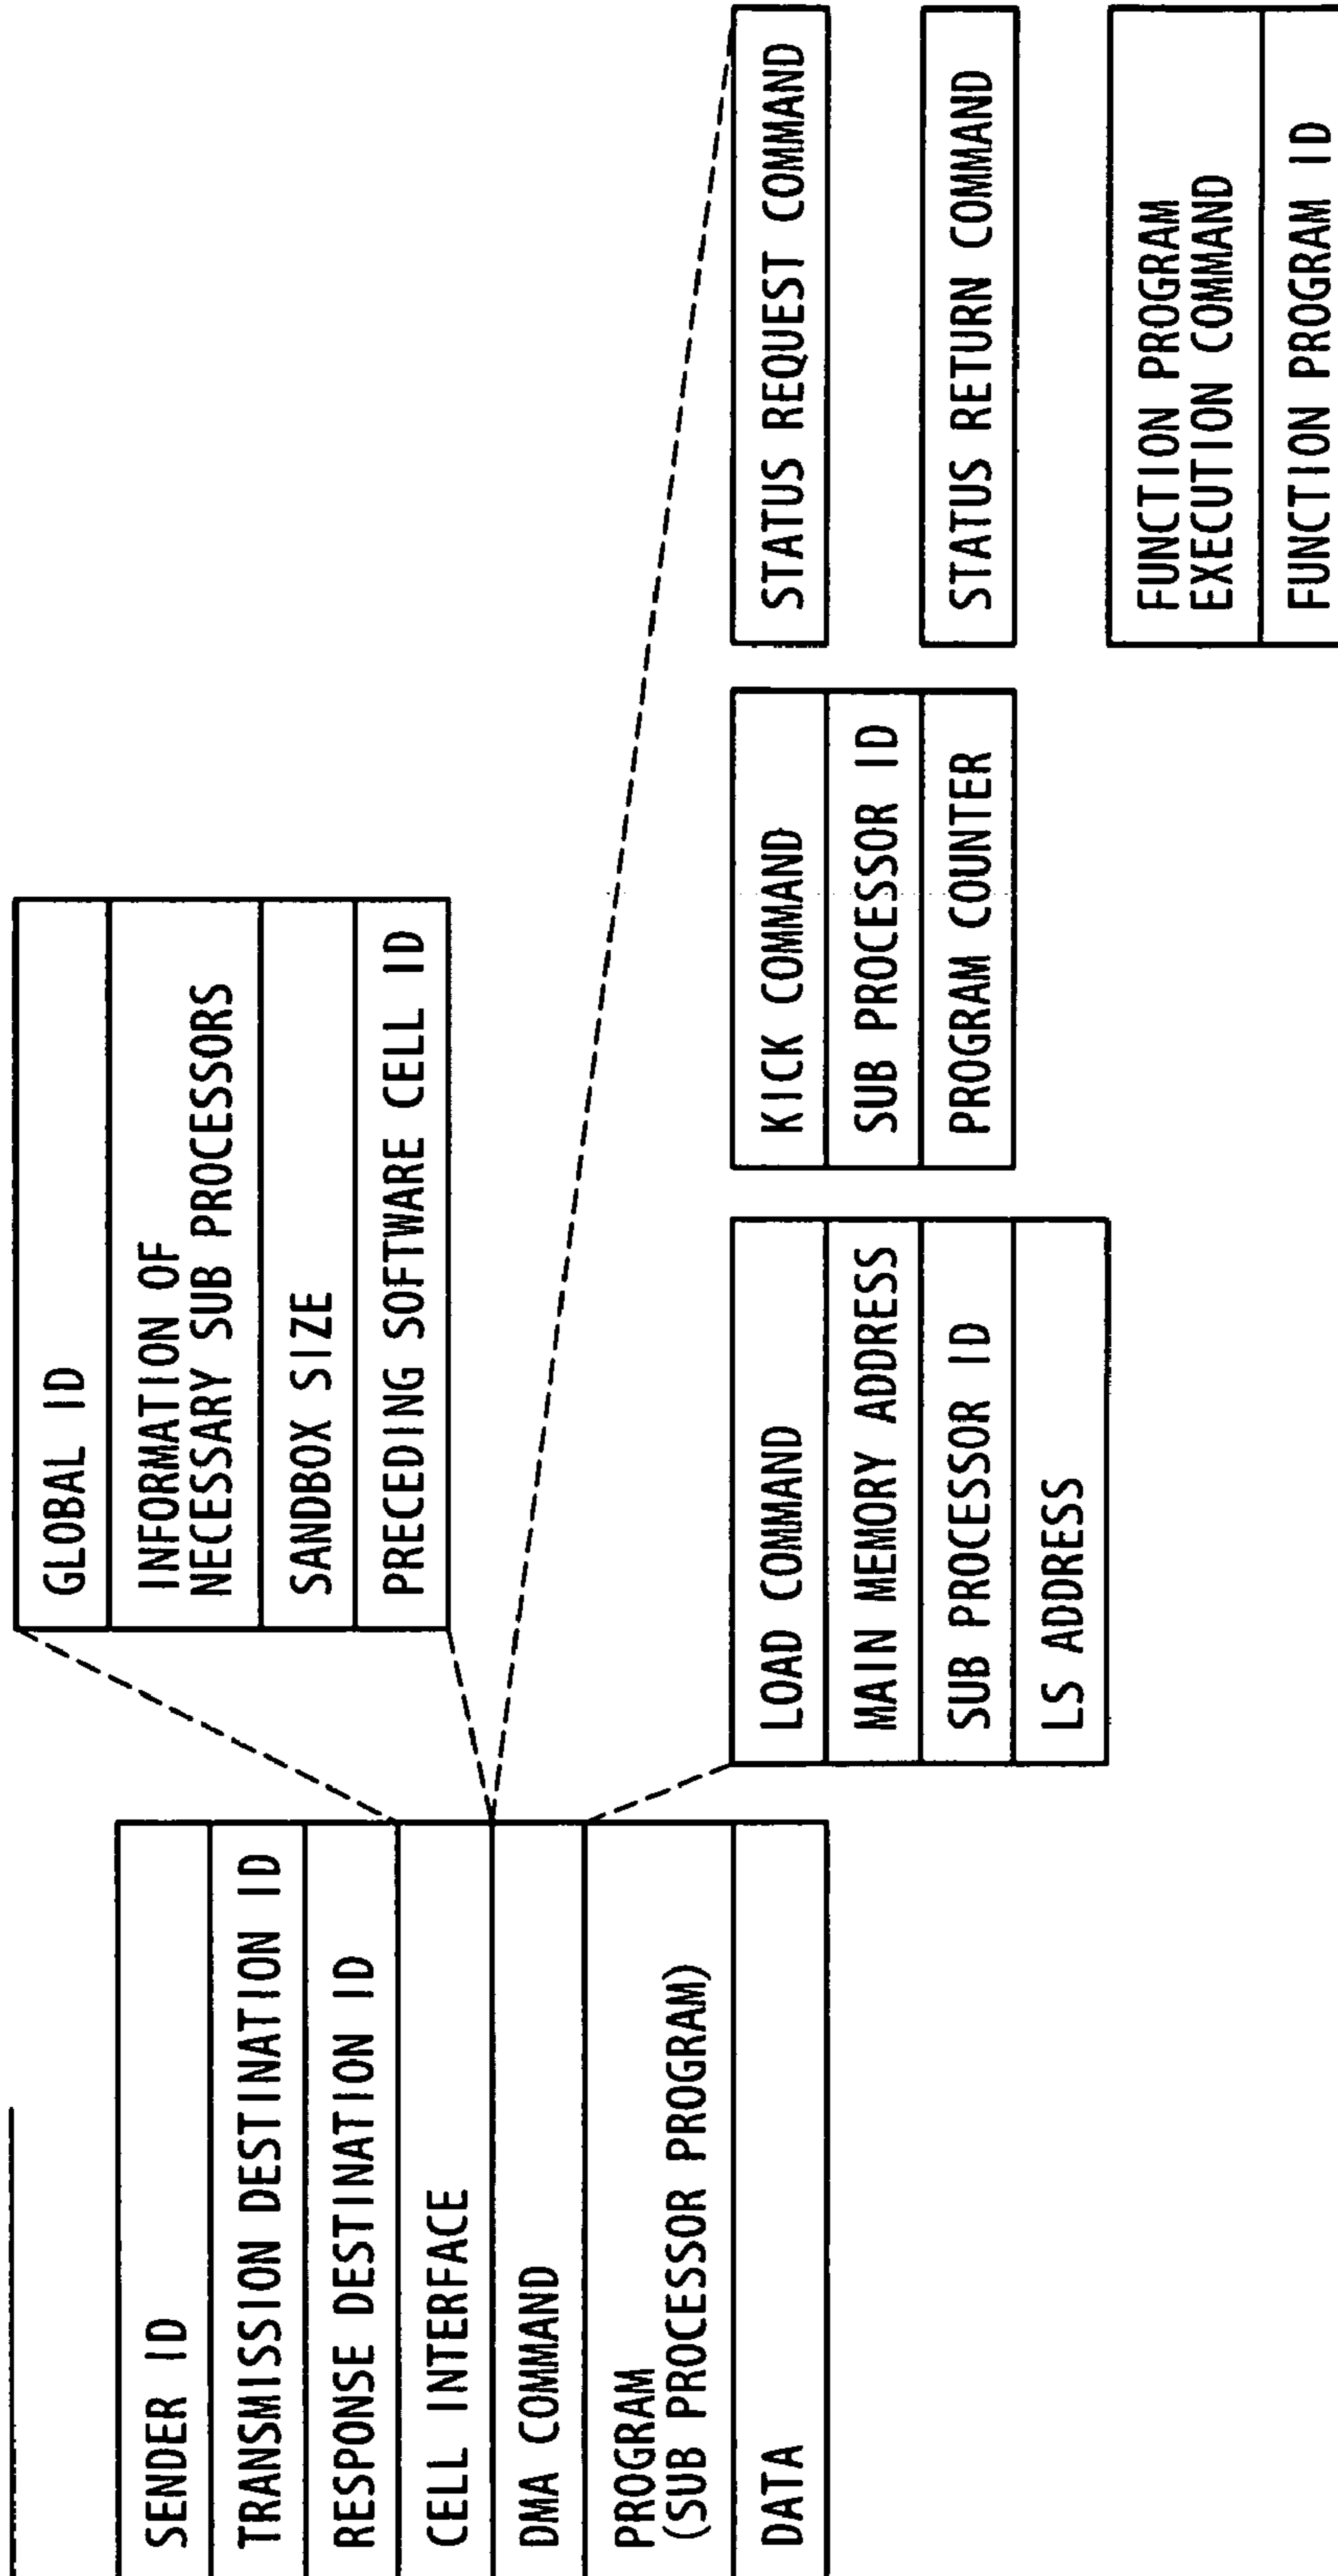 SENDER ID
TRANSMISSION DESTINATION ID
RESPONSE DESTINATION ID
CELL INTERFACE
DMA COMMAND
PROGRAM
(SUB PROCESSOR PROGRAM)
DATA
GLOBAL ID
INFORMATION OF
NECESSARY SUB PROCESSORS
SANDBOX SIZE
PRECEDING SOFTWARE CELL ID
LOAD COMMAND
MAIN MEMORY ADDRESS
SUB PROCESSOR ID
LS ADDRESS
KICK COMMAND
SUB PROCESSOR ID
PROGRAM COUNTER
STATUS REQUEST COMMAND
STATUS RETURN COMMAND
FUNCTION PROGRAM
EXECUTION COMMAND
FUNCTION PROGRAM ID